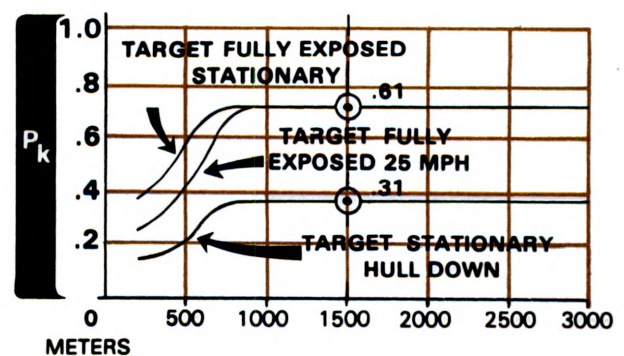 1.0
TARGET FULLY EXPOSED
STATIONARY
.8
.61
Pk
.6
TARGET FULLY
EXPOSED 25 MPH
.4
.31
.2
TARGET STATIONARY
HULL DOWN
0 500 1000 1500 2000 2500 3000
METERS